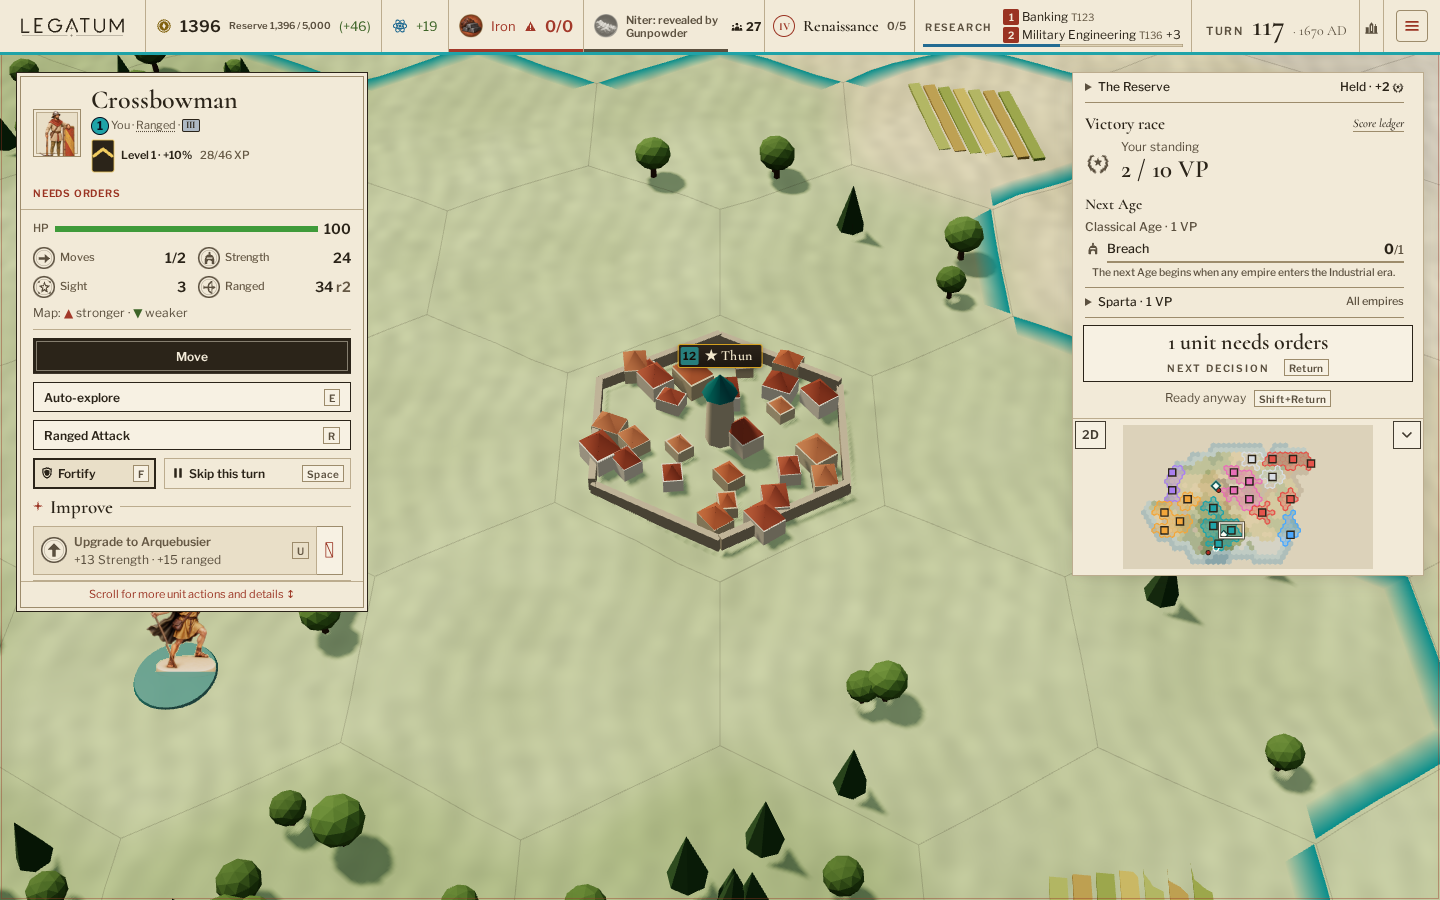 LEGATUM
1396 Reserve 1,396 / 5,000 (+46)
+19
Iron 0/0
Niter: revealed by
Gunpowder
27
IV Renaissance 0/5
RESEARCH
1 Banking T123
2 Military Engineering T136 +3
TURN 117 · 1670 AD
Crossbowman
1 You · Ranged · III
Level 1 · +10% 28/46 XP
NEEDS ORDERS
HP 100
Moves 1/2
Strength 24
Sight 3
Ranged 34 r2
Map: ▲ stronger · ▼ weaker
Move
Auto-explore E
Ranged Attack R
Fortify F
Skip this turn Space
Improve
Upgrade to Arquebusier
+13 Strength · +15 ranged
U
Scroll for more unit actions and details ↕
12 ★ Thun
The Reserve Held · +2
Victory race Score ledger
Your standing
2 / 10 VP
Next Age
Classical Age · 1 VP
Breach 0/1
The next Age begins when any empire enters the Industrial era.
Sparta · 1 VP All empires
1 unit needs orders
NEXT DECISION Return
Ready anyway Shift+Return
2D